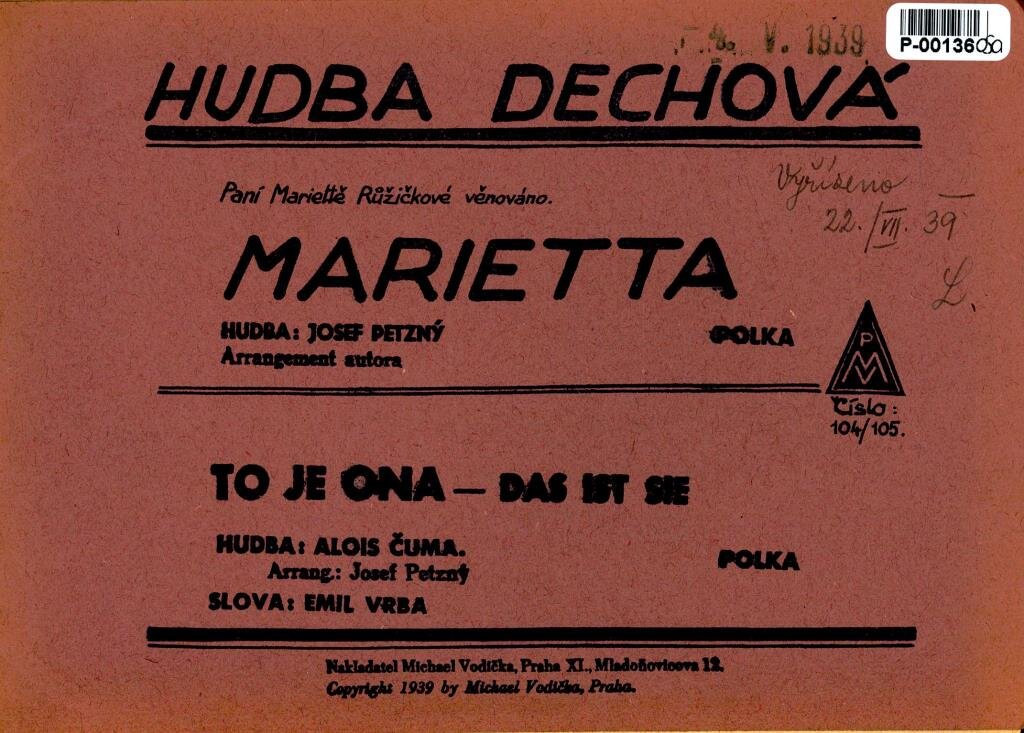 V. 1939
P-00136
HUDBA DECHOVÁ
Paní Mariettě Růžičkové věnováno.
Vyřízeno
22./VII. 39
MARIETTA
L.
HUDBA: JOSEF PETZNÝ
POLKA
Arrangement autora
PMV
Číslo:
104/105.
TO JE ONA — DAS IST SIE
HUDBA: ALOIS ČUMA.
POLKA
Arrang.: Josef Petzný
SLOVA: EMIL VRBA
Nakladatel Michael Vodička, Praha XI., Mladoňovicova 12.
Copyright 1939 by Michael Vodička, Praha.